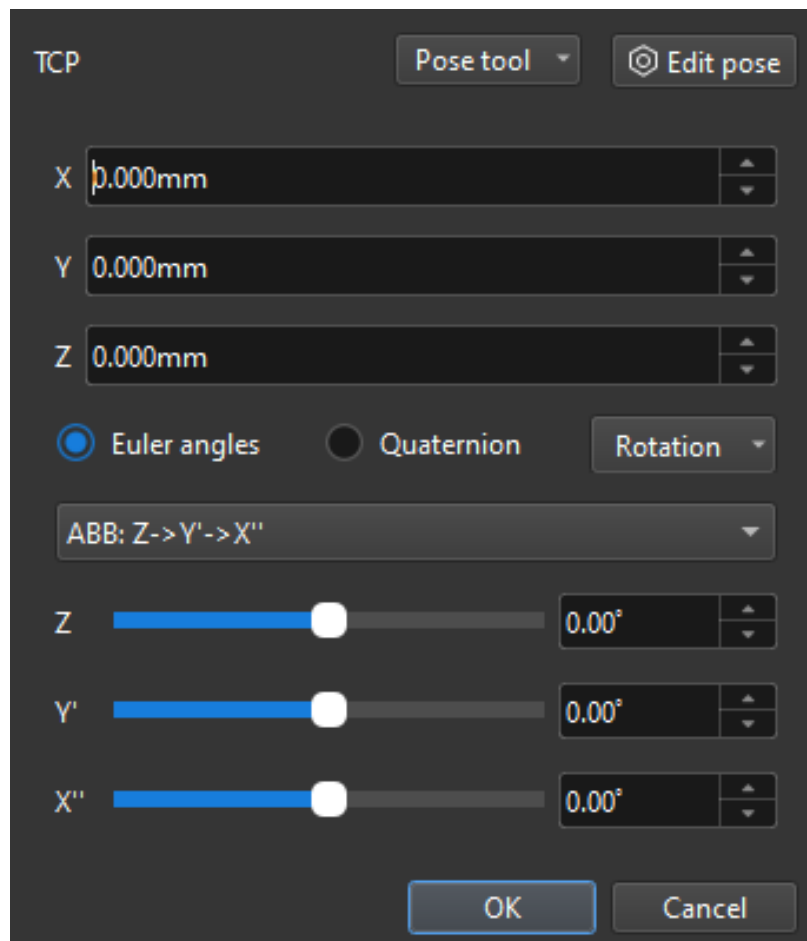 TCP Pose tool Edit pose
X 0.000mm
Y 0.000mm
Z 0.000mm
Euler angles Quaternion Rotation
ABB: Z->Y'->X''
Z 0.00°
Y' 0.00°
X'' 0.00°
OK Cancel